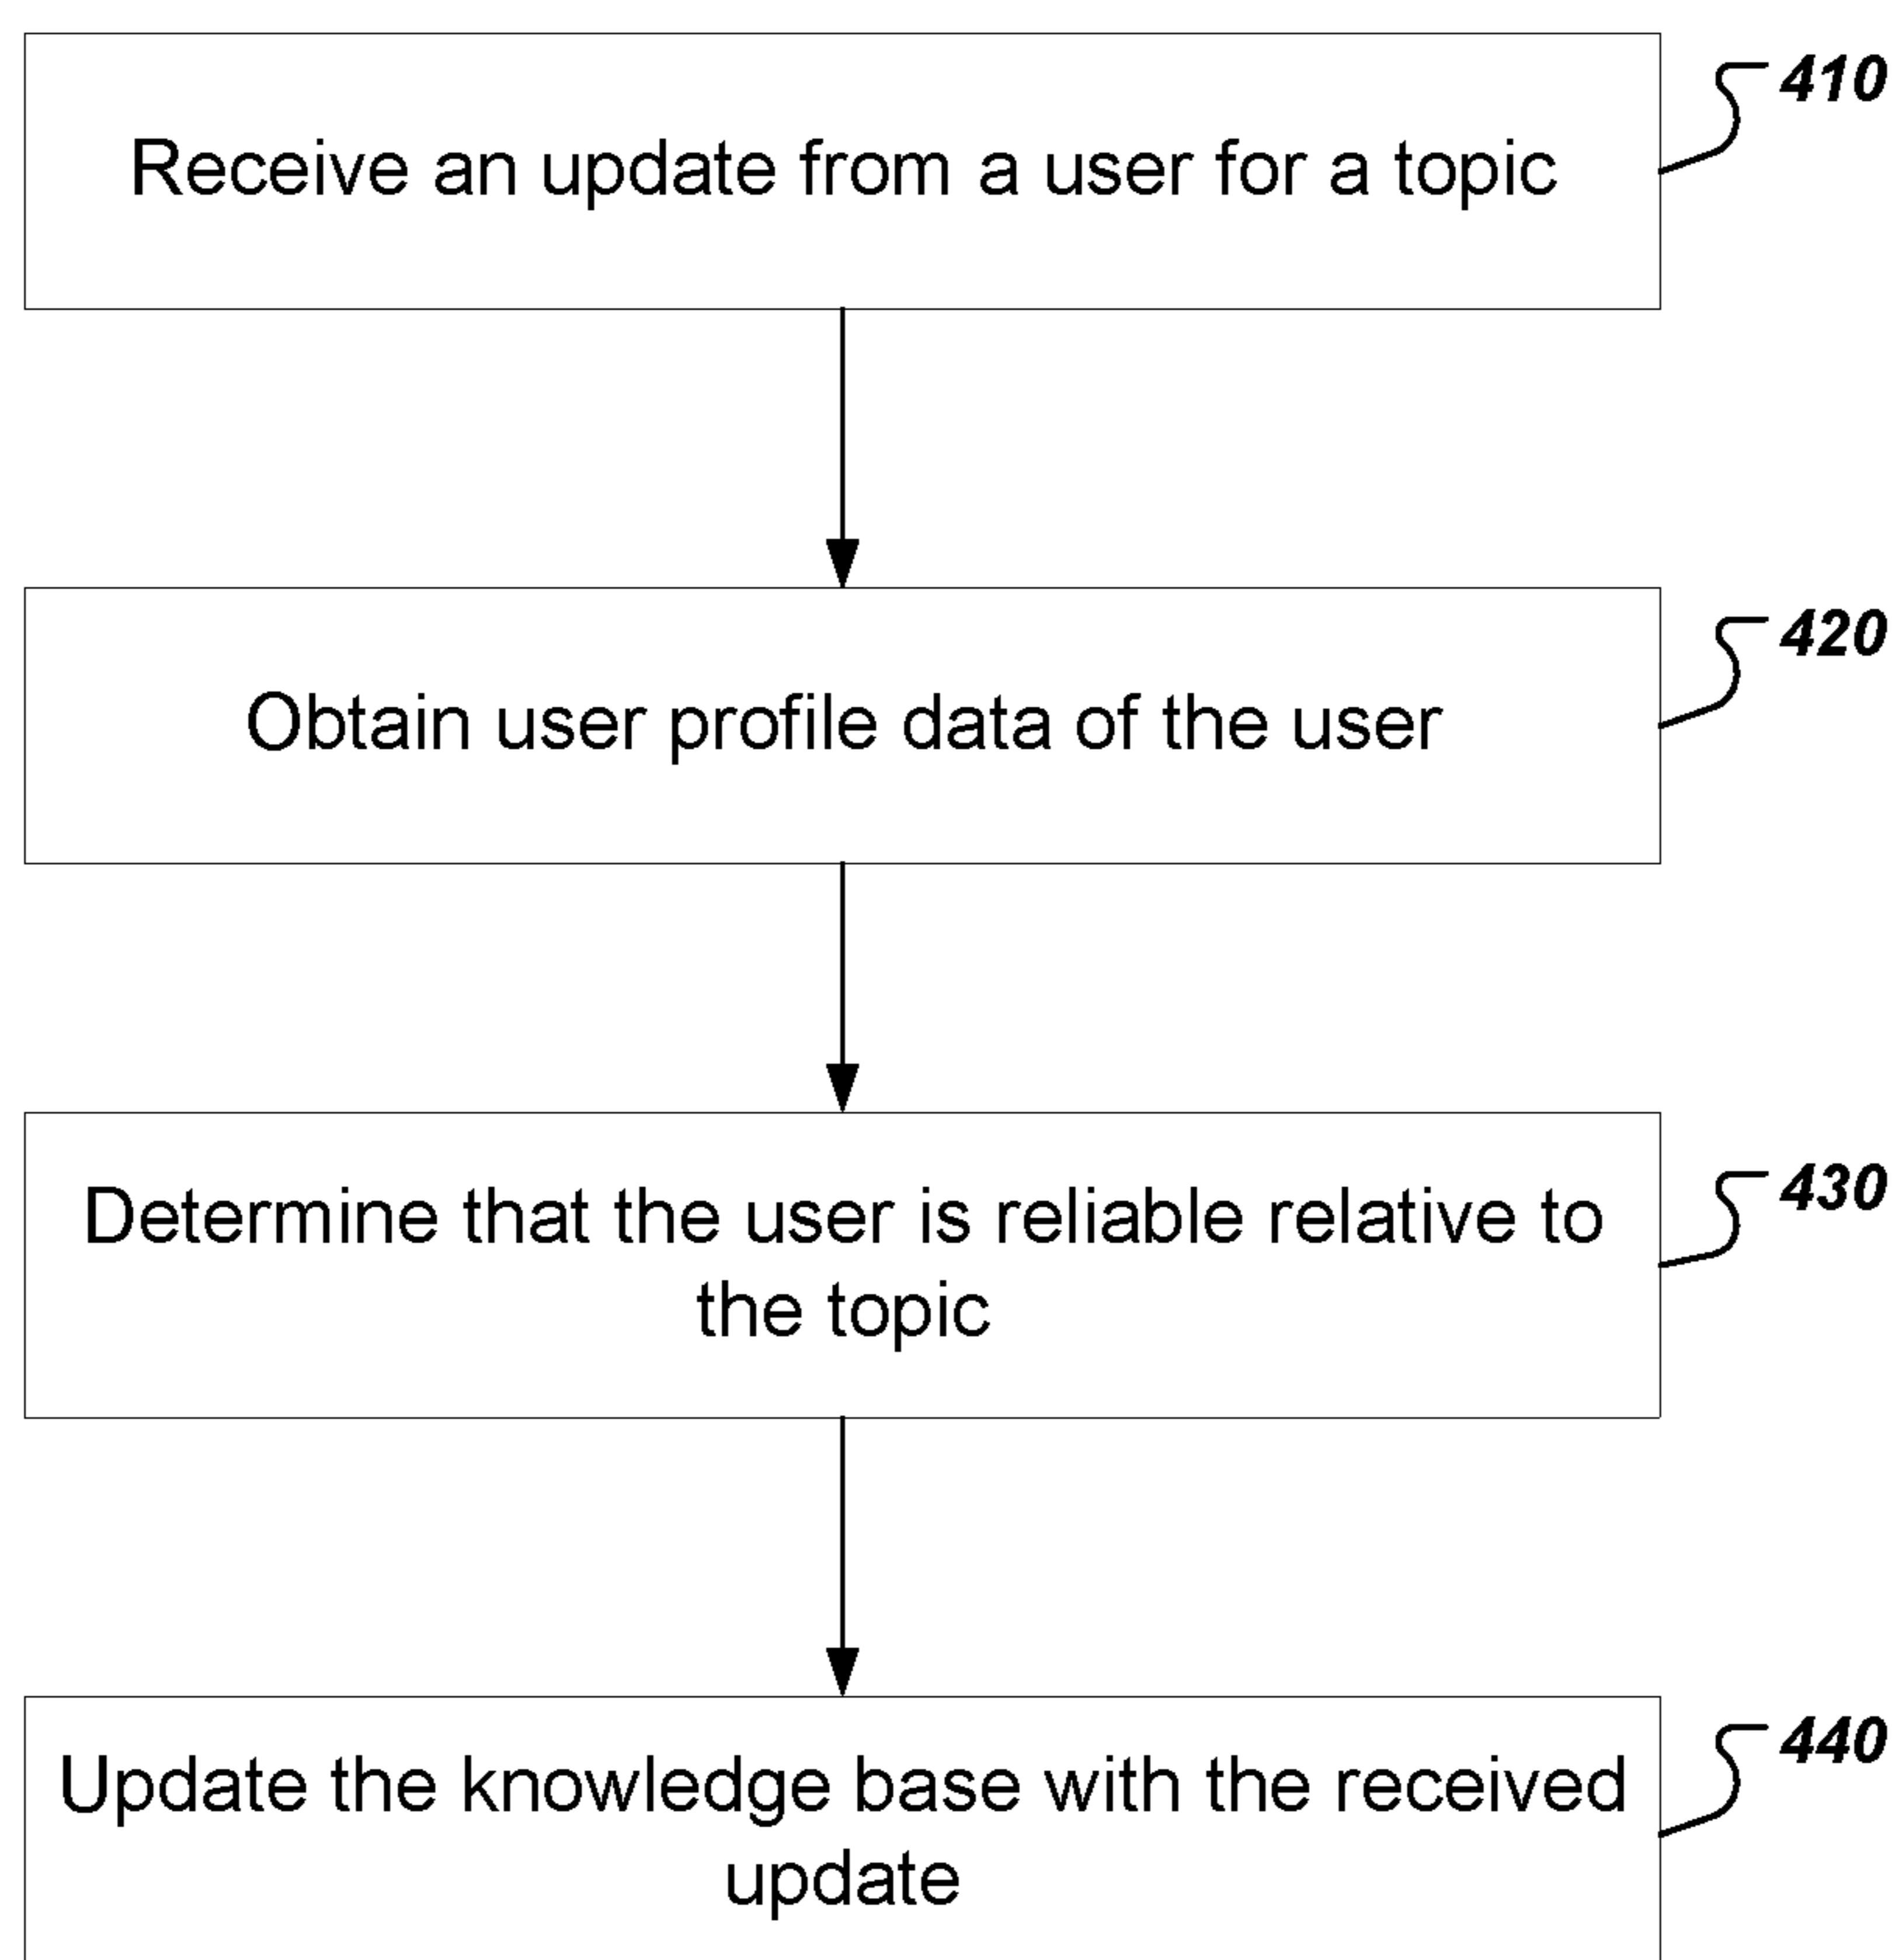 Receive an update from a user for a topic
410
Obtain user profile data of the user
420
Determine that the user is reliable relative to
the topic
430
Update the knowledge base with the received
update
440